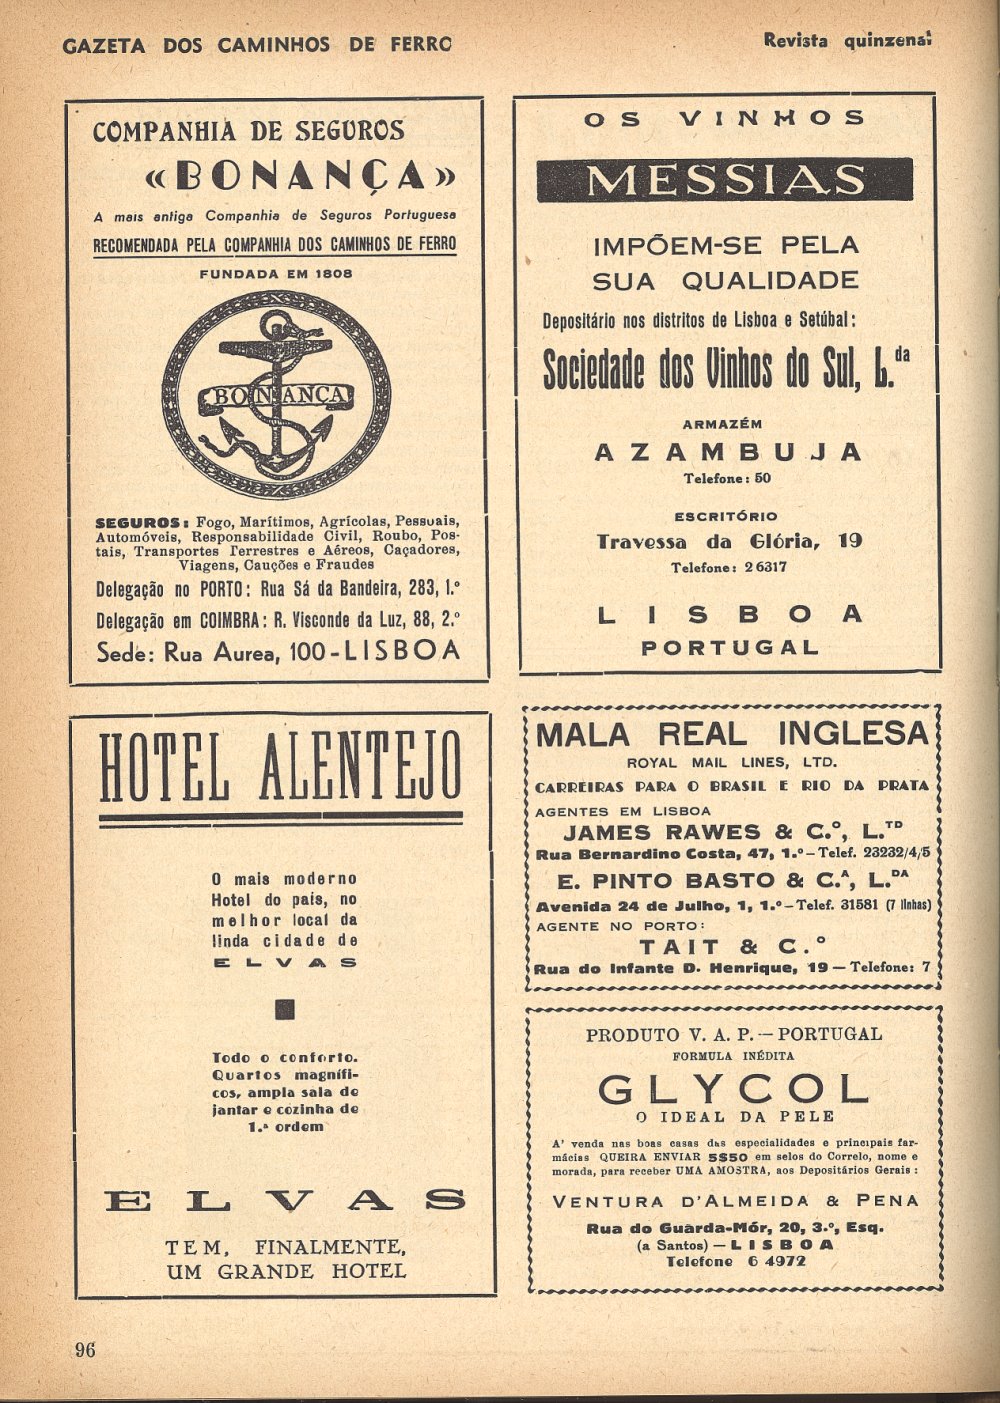 GAZETA DOS CAMINHOS DE FERRO
Revista quinzenal
COMPANHIA DE SEGUROS
«BONANÇA»
A mais antiga Companhia de Seguros Portuguesa
RECOMENDADA PELA COMPANHIA DOS CAMINHOS DE FERRO
FUNDADA EM 1808
BONANÇA
SEGUROS: Fogo, Marítimos, Agrícolas, Pessoais,
Automóveis, Responsabilidade Civil, Roubo, Pos-
tais, Transportes Terrestres e Aéreos, Caçadores,
Viagens, Cauções e Fraudes
Delegação no PORTO: Rua Sá da Bandeira, 283, 1.º
Delegação em COIMBRA: R. Visconde da Luz, 88, 2.º
Sede: Rua Aurea, 100-LISBOA
OS VINHOS
MESSIAS
IMPÕEM-SE PELA
SUA QUALIDADE
Depositário nos distritos de Lisboa e Setúbal:
Sociedade dos Vinhos do Sul, L.da
ARMAZÉM
AZAMBUJA
Telefone: 50
ESCRITÓRIO
Travessa da Glória, 19
Telefone: 26317
LISBOA
PORTUGAL
HOTEL ALENTEJO
O mais moderno
Hotel do país, no
melhor local da
linda cidade de
ELVAS
Todo o conforto.
Quartos magnífi-
cos, ampla sala de
jantar e cozinha de
1.ª ordem
ELVAS
TEM, FINALMENTE,
UM GRANDE HOTEL
MALA REAL INGLESA
ROYAL MAIL LINES, LTD.
CARREIRAS PARA O BRASIL E RIO DA PRATA
AGENTES EM LISBOA
JAMES RAWES & C.º, L.TD
Rua Bernardino Costa, 47, 1.º — Telef. 23232/4/5
E. PINTO BASTO & C.ª, L.DA
Avenida 24 de Julho, 1, 1.º — Telef. 31581 (7 linhas)
AGENTE NO PORTO:
TAIT & C.º
Rua do Infante D. Henrique, 19 — Telefone: 7
PRODUTO V. A. P. — PORTUGAL
FORMULA INÉDITA
GLYCOL
O IDEAL DA PELE
A' venda nas boas casas das especialidades e principais far-
mácias QUEIRA ENVIAR 5$50 em selos do Correio, nome e
morada, para receber UMA AMOSTRA, aos Depositários Gerais:
VENTURA D'ALMEIDA & PENA
Rua do Guarda-Mór, 20, 3.º, Esq.
(a Santos) — LISBOA
Telefone 6 4972
96